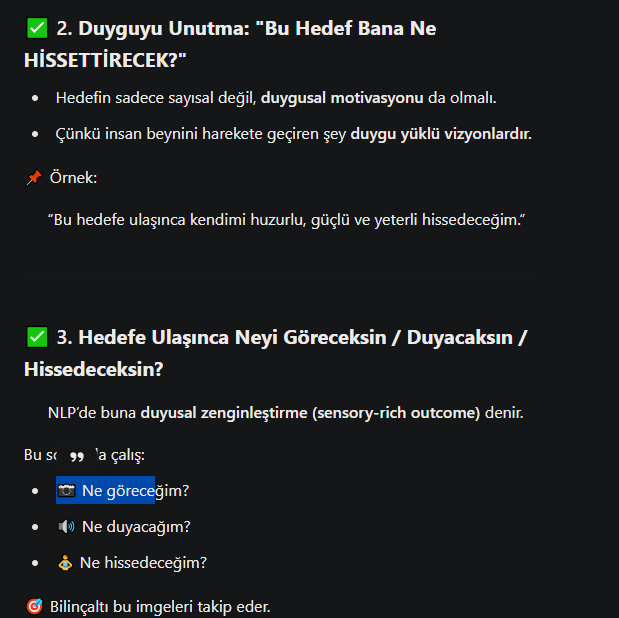 ✅ 2. Duyguyu Unutma: "Bu Hedef Bana Ne
HİSSETTİRECEK?"
• Hedefin sadece sayısal değil, duygusal motivasyonu da olmalı.
• Çünkü insan beynini harekete geçiren şey duygu yüklü vizyonlardır.
📌 Örnek:
“Bu hedefe ulaşınca kendimi huzurlu, güçlü ve yeterli hissedeceğim.”
✅ 3. Hedefe Ulaşınca Neyi Göreceksin / Duyacaksın /
Hissedeceksin?
NLP’de buna duyusal zenginleştirme (sensory-rich outcome) denir.
Bu çalış:
• 📷 Ne göreceğim?
• 🔊 Ne duyacağım?
• 🧘 Ne hissedeceğim?
🎯 Bilinçaltı bu imgeleri takip eder.